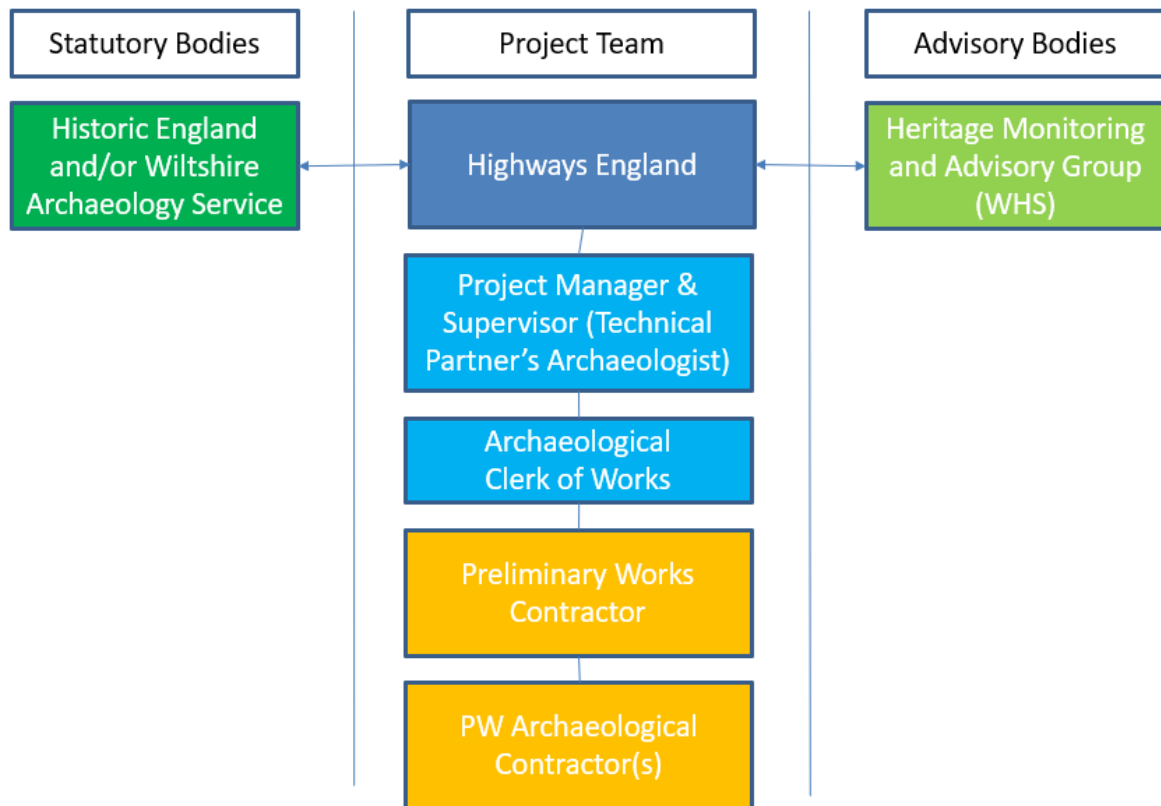 Statutory Bodies
Project Team
Advisory Bodies
Historic England
and/or Wiltshire
Archaeology Service
Highways England
Heritage Monitoring
and Advisory Group
(WHS)
Project Manager &
Supervisor (Technical
Partner’s Archaeologist)
Archaeological
Clerk of Works
Preliminary Works
Contractor
PW Archaeological
Contractor(s)